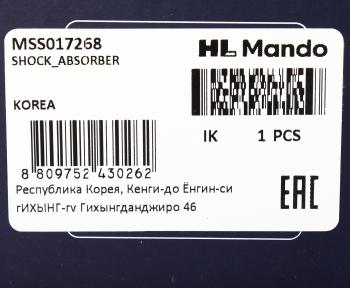 MSS017268
SHOCK_ABSORBER
HL Mando
KOREA
IK 1 PCS
8 809752 430262
Республика Корея, Кенги-до Ёнгин-си
гИХЫНГ-rv Гихынгданджиро 46
EAC